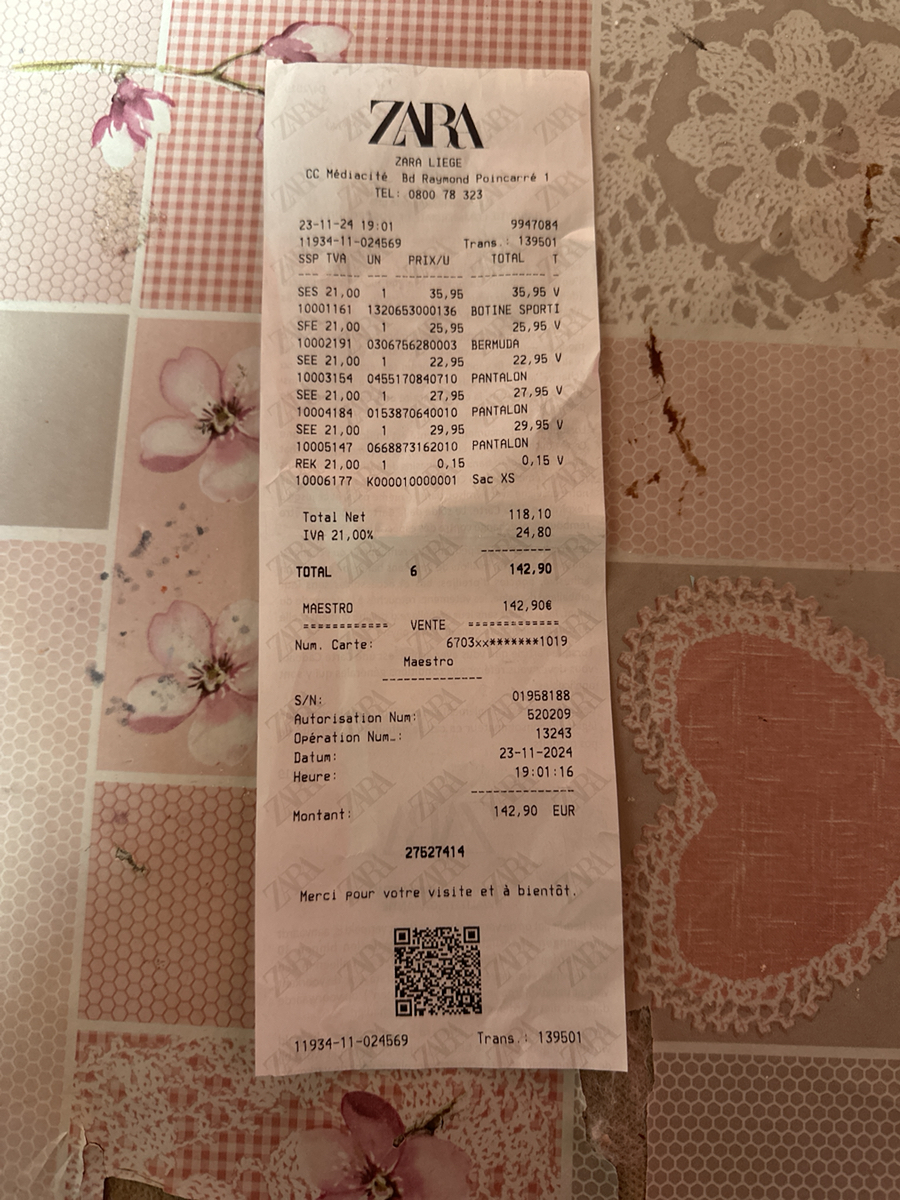 ZARA
ZARA LIEGE
CC Médiacité Bd Raymond Poincarré 1
TEL: 0800 78 323
23-11-24 19:01 9947084
11934-11-024569 Trans.: 139501
SSP TVA UN PRIX/U TOTAL T
SES 21,00 1 35,95 35,95 V
10001161 1320653000136 BOTINE SPORTI
SFE 21,00 1 25,95 25,95 V
10002191 0306756280003 BERMUDA
SEE 21,00 1 22,95 22,95 V
10003154 0455170840710 PANTALON
SEE 21,00 1 27,95 27,95 V
10004184 0153870640010 PANTALON
SEE 21,00 1 29,95 29,95 V
10005147 0668873162010 PANTALON
REK 21,00 1 0,15 0,15 V
10006177 K000010000001 Sac XS
Total Net 118,10
IVA 21,00% 24,80
----------
TOTAL 6 142,90
MAESTRO 142,90€
=========== VENTE ============
Num. Carte: 6703xx*******1019
Maestro
-------------
S/N: 01958188
Autorisation Num: 520209
Opération Num.: 13243
Datum: 23-11-2024
Heure: 19:01:16
-------------
Montant: 142,90 EUR
27527414
Merci pour votre visite et à bientôt.
11934-11-024569 Trans.: 139501